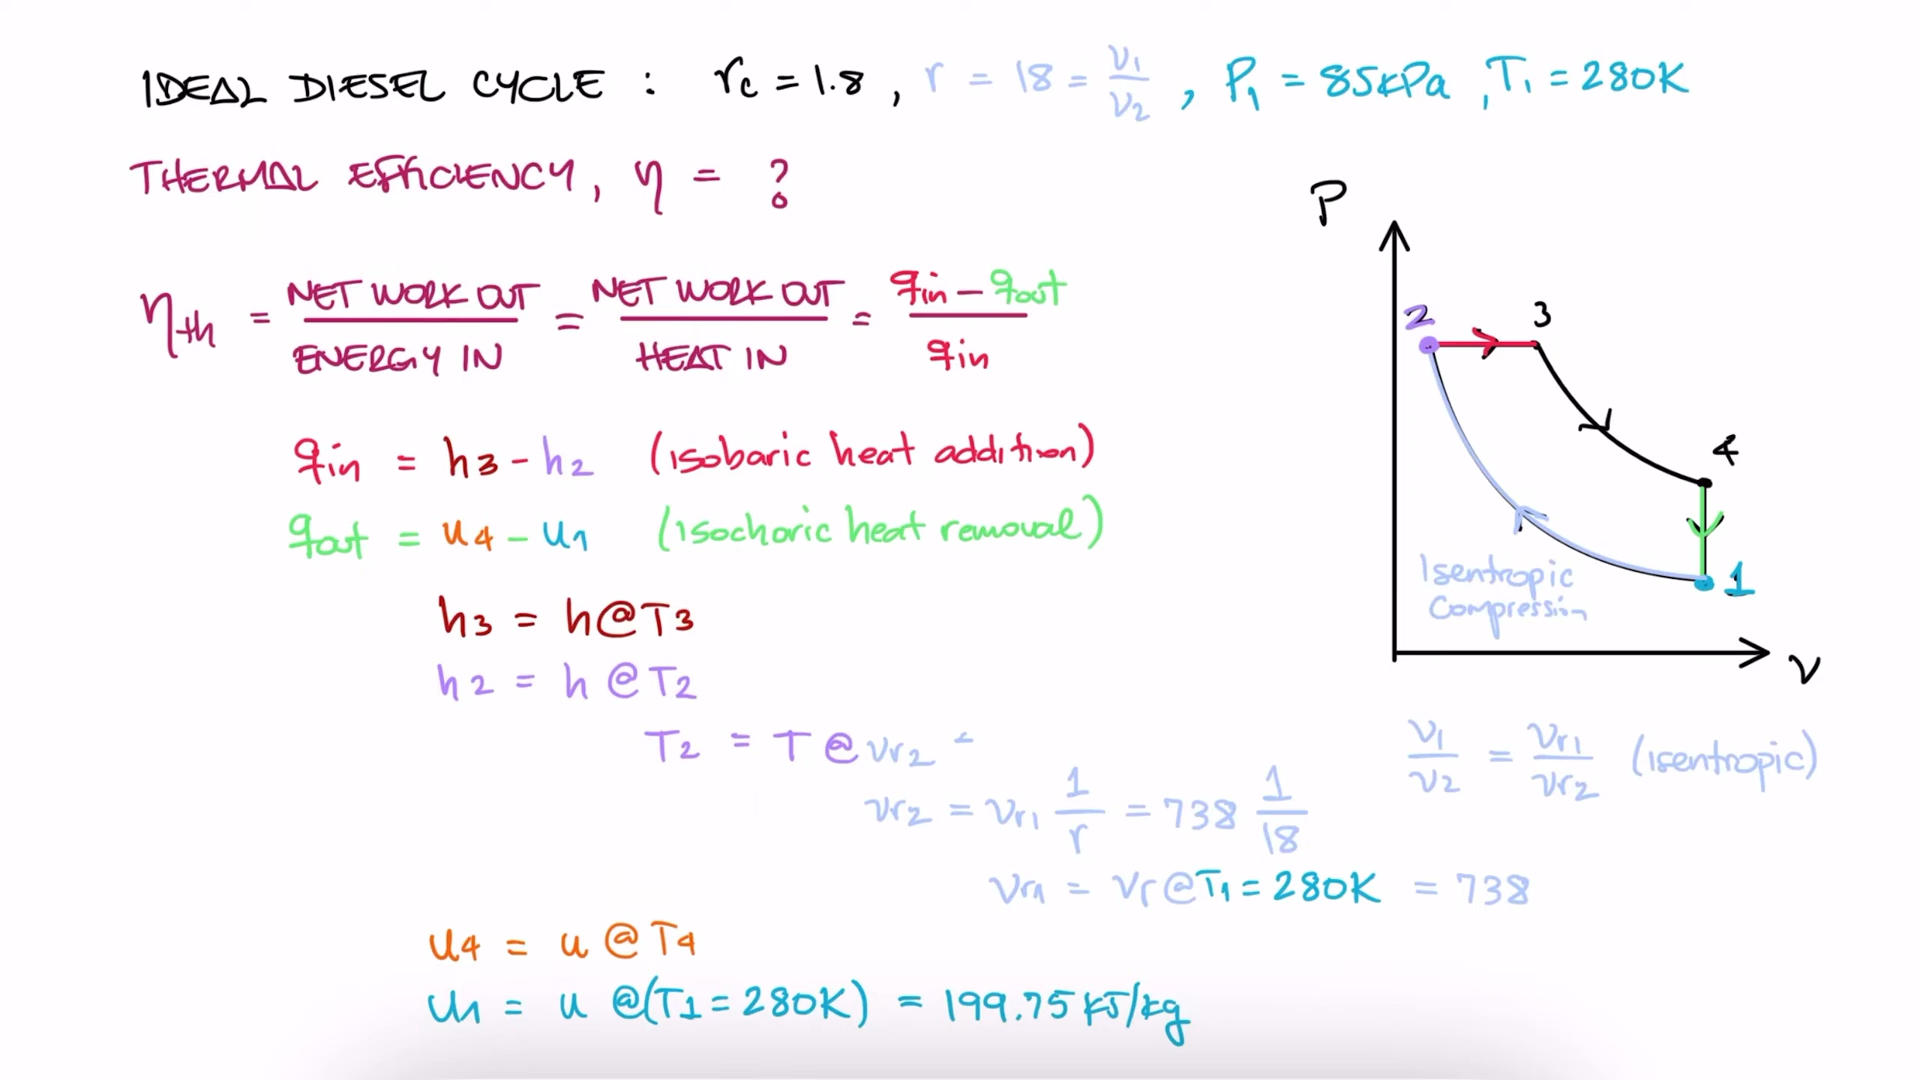 IDEAL DIESEL CYCLE : rc = 1.8 , r = 18 = v1/v2 , P1 = 85kPa , T1 = 280K
THERMAL EFFICIENCY, η = ?
ηth = NET WORK OUT/ENERGY IN = NET WORK OUT/HEAT IN = qin - qout/qin
qin = h3 - h2 (isobaric heat addition)
qout = u4 - u1 (isochoric heat removal)
h3 = h@T3
h2 = h@T2
T2 = T@vr2
vr2 = vr1 1/r = 738 1/18
vr1 = vr@T1 = 280K = 738
u4 = u @T4
u1 = u @(T1 = 280K) = 199.75 kJ/kg
P
2
3
4
1
Isentropic
Compression
v
v1/v2 = vr1/vr2 (isentropic)